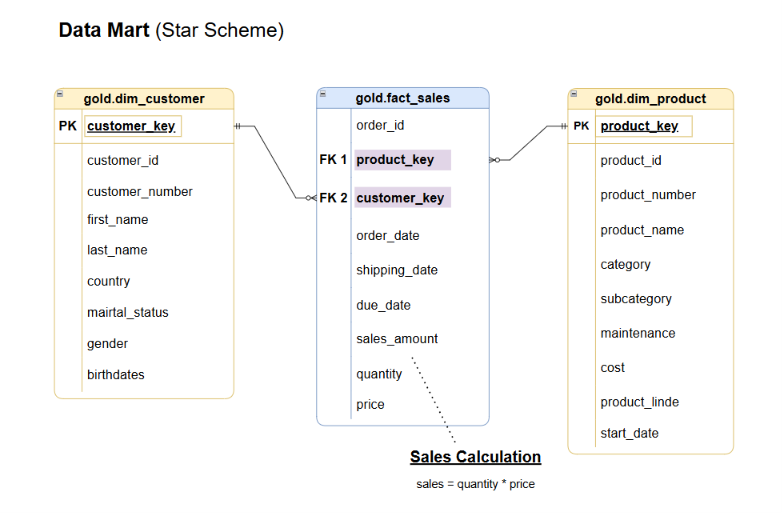 Data Mart (Star Scheme)
gold.dim_customer
PK customer_key
customer_id
customer_number
first_name
last_name
country
mairtal_status
gender
birthdates
gold.fact_sales
order_id
FK 1 product_key
FK 2 customer_key
order_date
shipping_date
due_date
sales_amount
quantity
price
Sales Calculation
sales = quantity * price
gold.dim_product
PK product_key
product_id
product_number
product_name
category
subcategory
maintenance
cost
product_linde
start_date